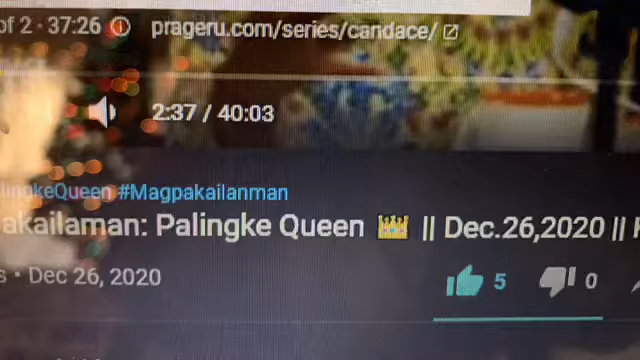 of 2 · 37:26 prageru.com/series/candace/
2:37 / 40:03
lingkeQueen #Magpakailanman
akailaman: Palingke Queen 👑 || Dec.26,2020 ||
s • Dec 26, 2020
5 0